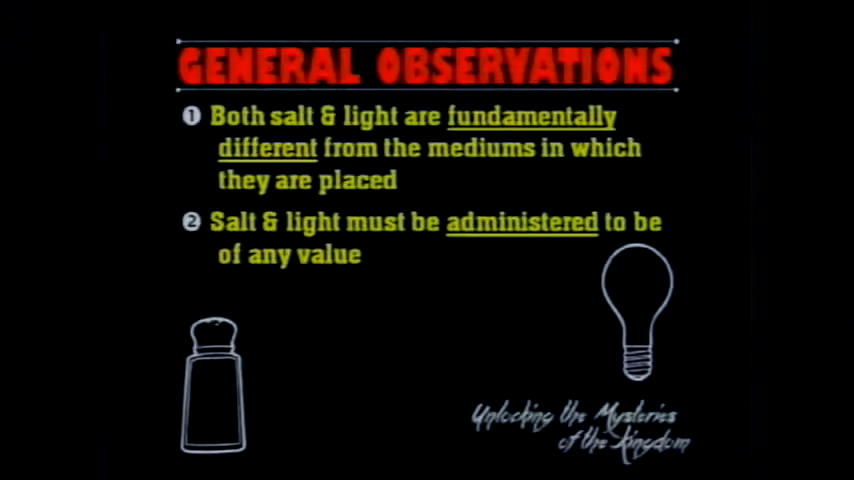 GENERAL OBSERVATIONS
❶ Both salt & light are fundamentally
different from the mediums in which
they are placed
❷ Salt & light must be administered to be
of any value
Unlocking the Mysteries
of the kingdom